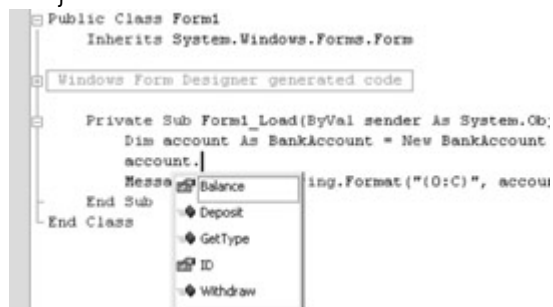 Public Class Form1
Inherits System.Windows.Forms.Form
Windows Form Designer generated code
Private Sub Form1_Load(ByVal sender As System.Obj
Dim account As BankAccount = New BankAccount
account.
Messa ing.Format("(0:C)", accou
Balance
Deposit
GetType
ID
Withdraw
End Sub
End Class